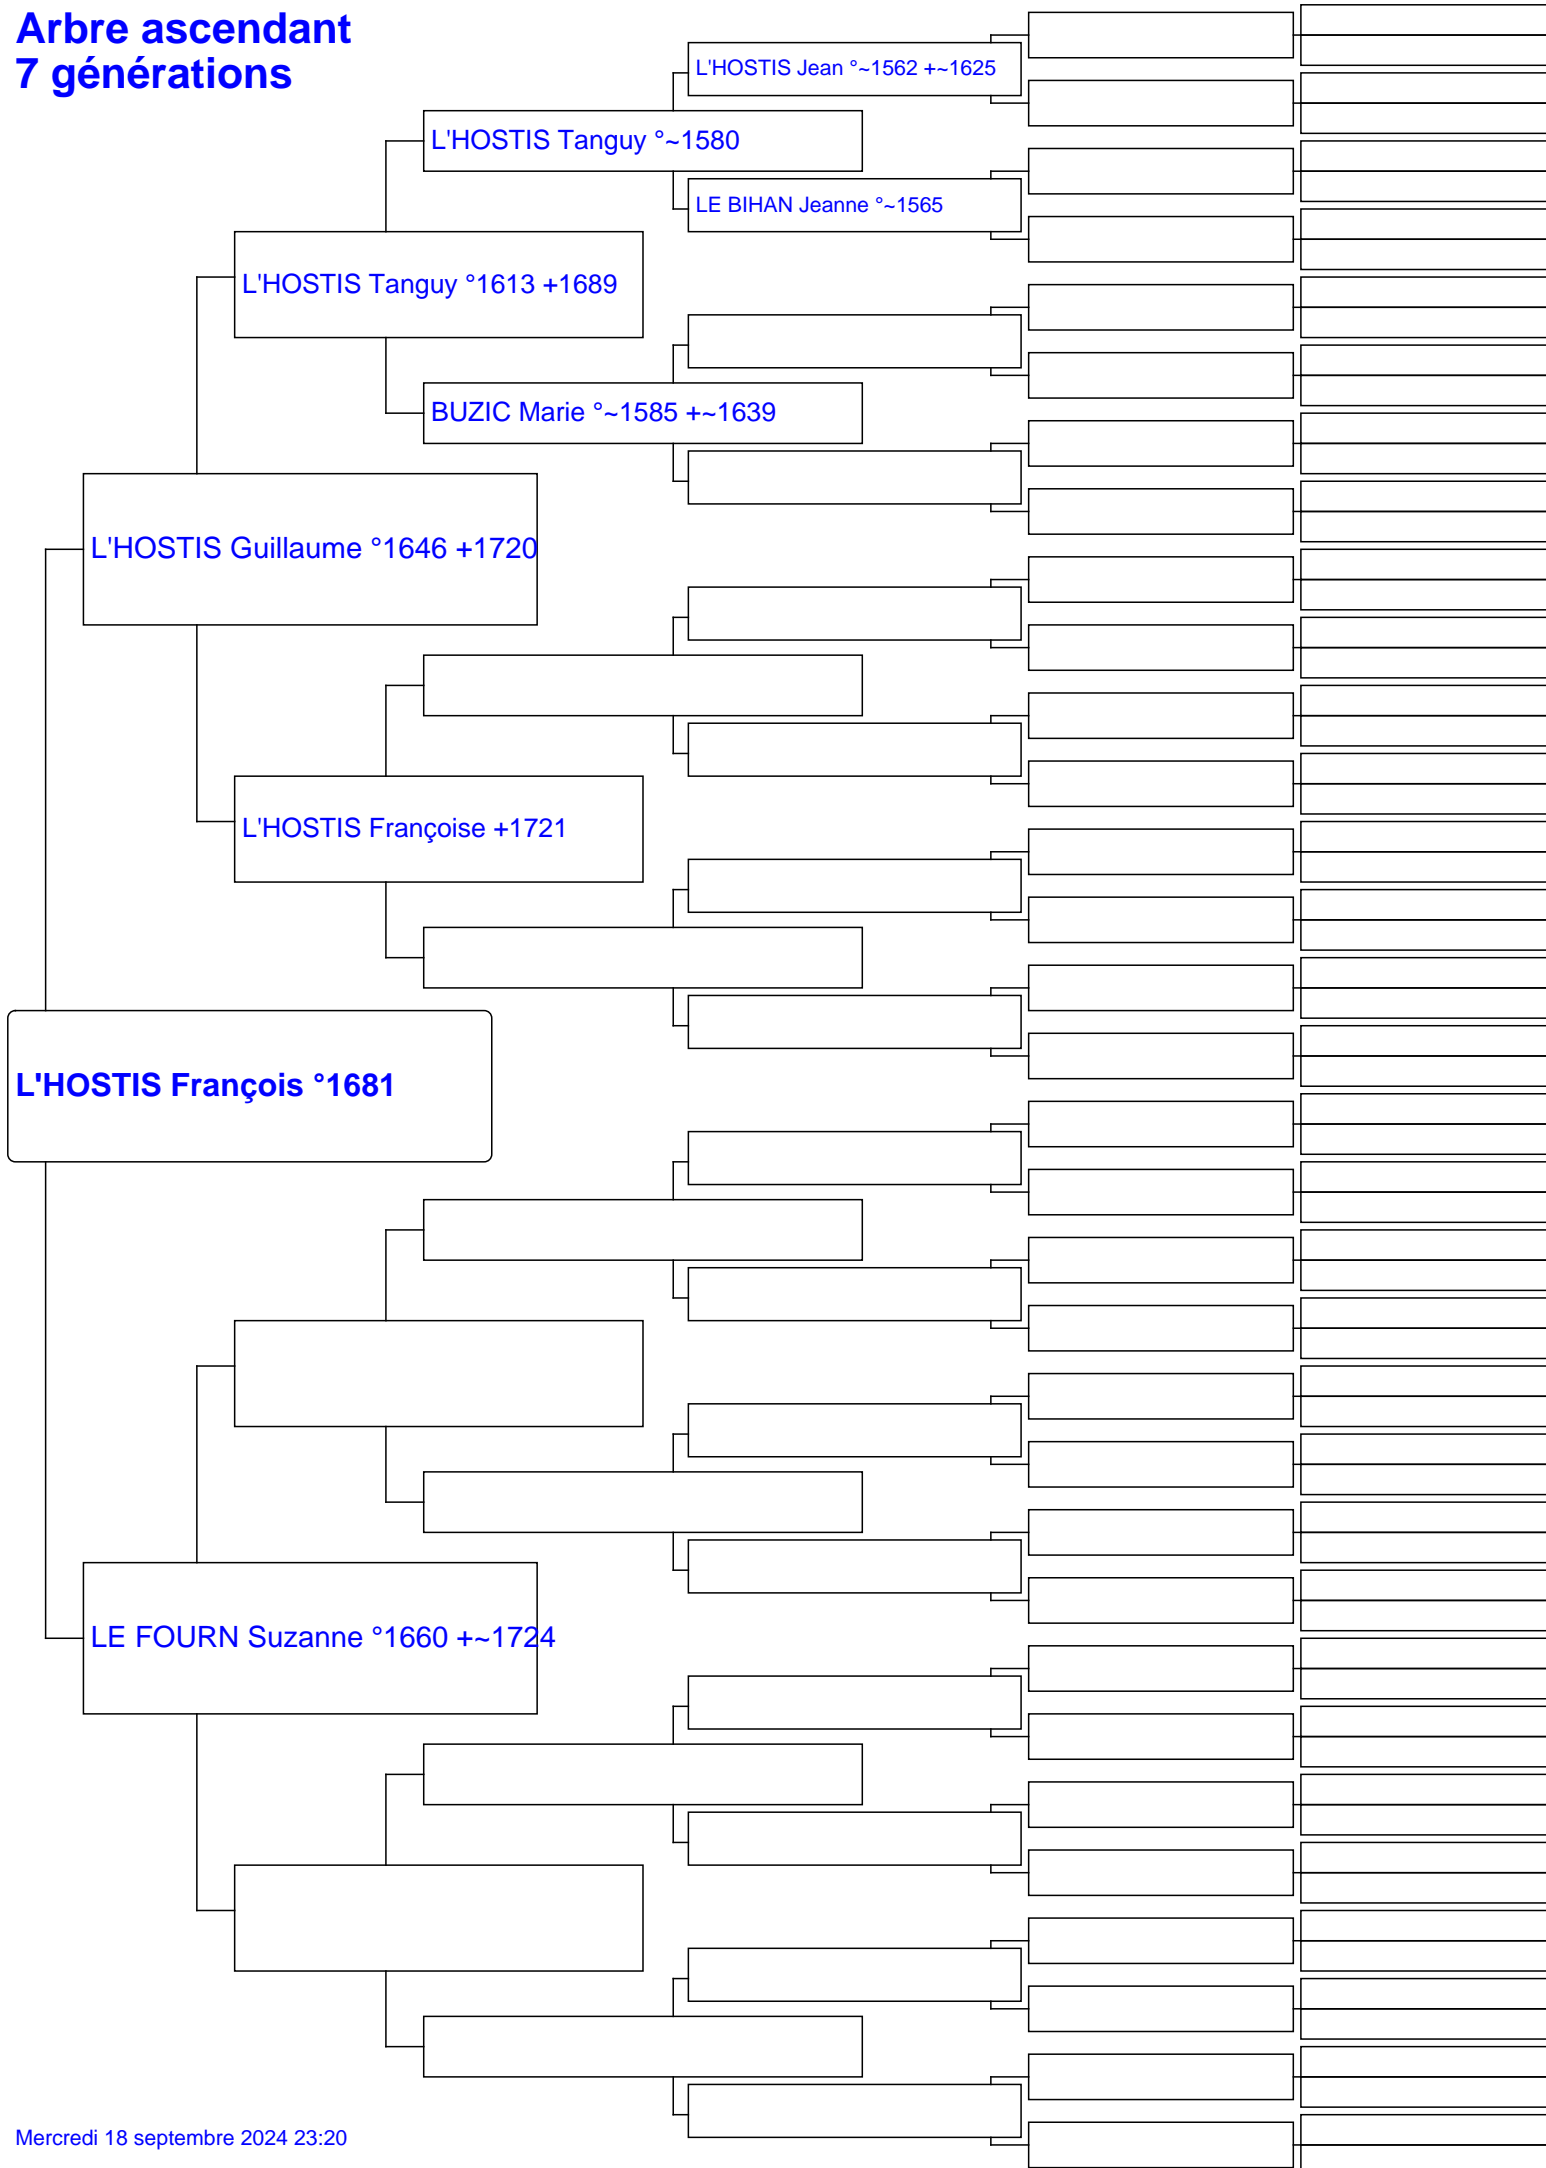 Arbre ascendant
7 générations
L'HOSTIS Jean °~1562 +~1625
L'HOSTIS Tanguy °~1580
LE BIHAN Jeanne °~1565
L'HOSTIS Tanguy °1613 +1689
BUZIC Marie °~1585 +~1639
L'HOSTIS Guillaume °1646 +1720
L'HOSTIS Françoise +1721
L'HOSTIS François °1681
LE FOURN Suzanne °1660 +~1724
Mercredi 18 septembre 2024 23:20